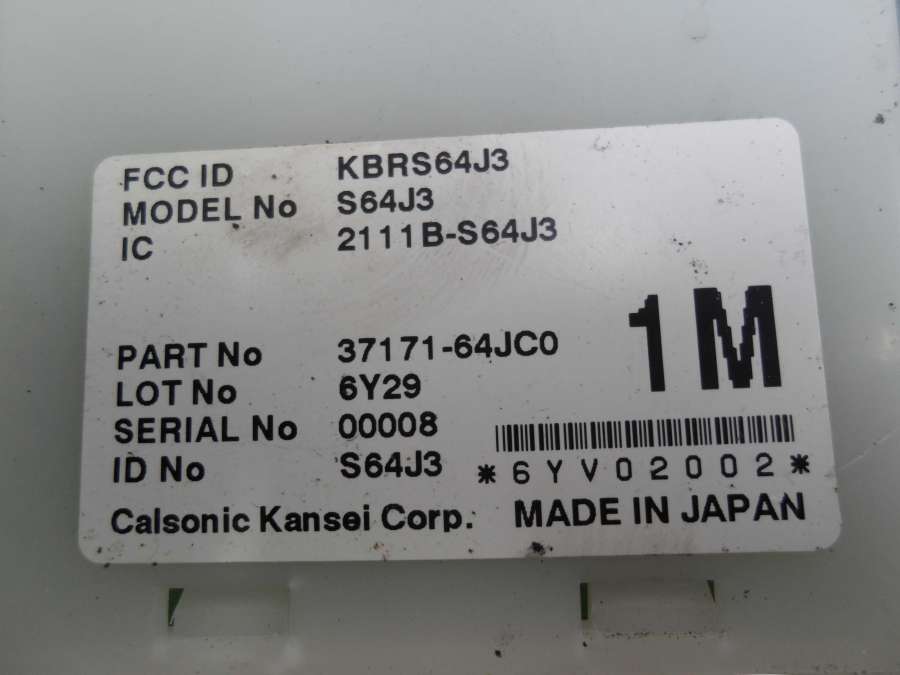 FCC ID KBRS64J3
MODEL No S64J3
IC 2111B-S64J3
1M
PART No 37171-64JC0
LOT No 6Y29
SERIAL No 00008
ID No S64J3
*6YV02002*
Calsonic Kansei Corp. MADE IN JAPAN